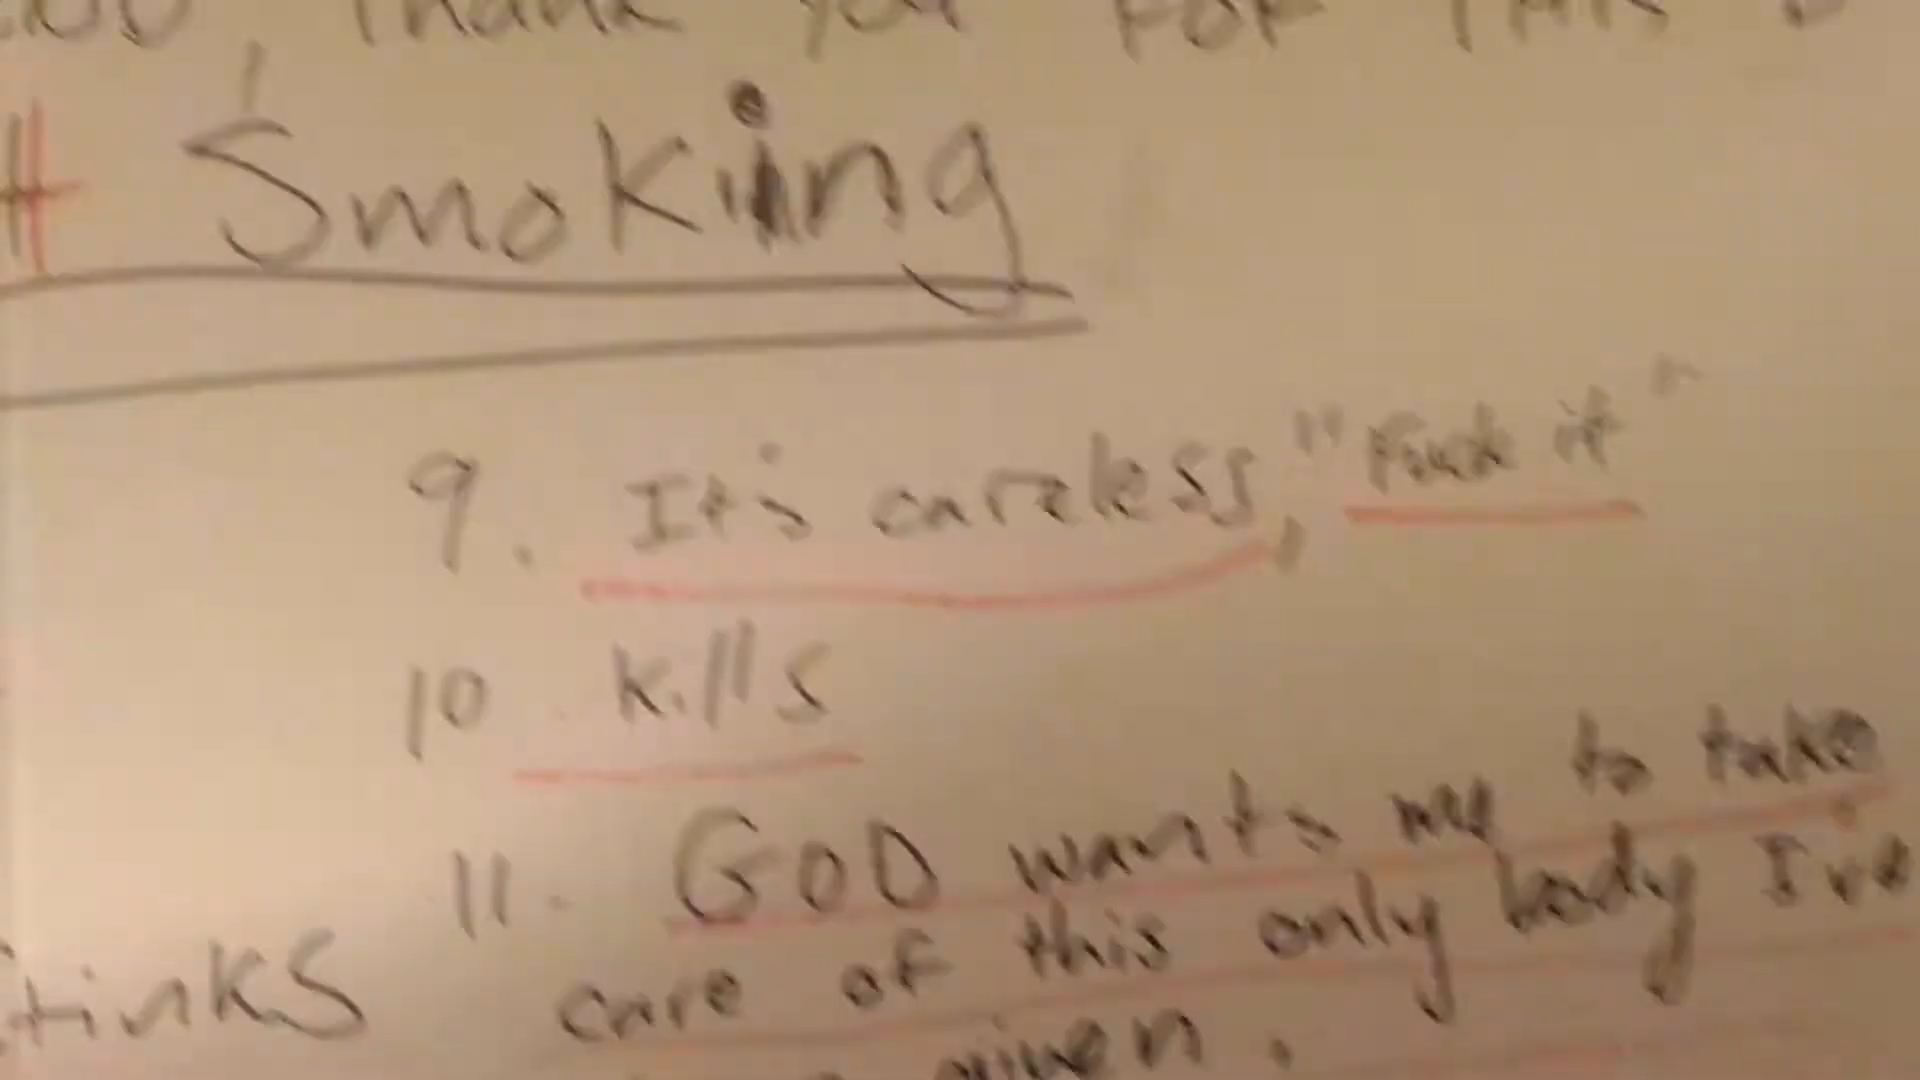 Thank you FOR THIS
Smoking
9. It's careless, "Fuck it"
10. Kills
11. GOD wants me to take
care of this only body I've
stinks
given.